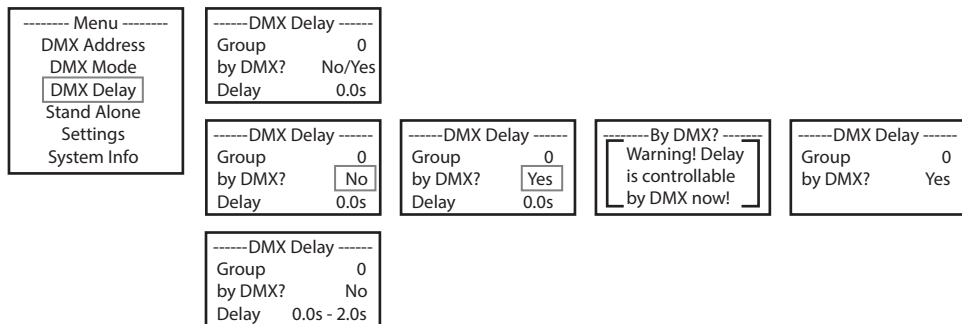 -------- Menu --------
DMX Address
DMX Mode
DMX Delay
Stand Alone
Settings
System Info
------DMX Delay ------
Group 0
by DMX? No/Yes
Delay 0.0s
------DMX Delay ------
Group 0
by DMX? No
Delay 0.0s
------DMX Delay ------
Group 0
by DMX? Yes
Delay 0.0s
--------By DMX? -------
Warning! Delay
is controllable
by DMX now!
------DMX Delay ------
Group 0
by DMX? Yes
------DMX Delay ------
Group 0
by DMX? No
Delay 0.0s - 2.0s